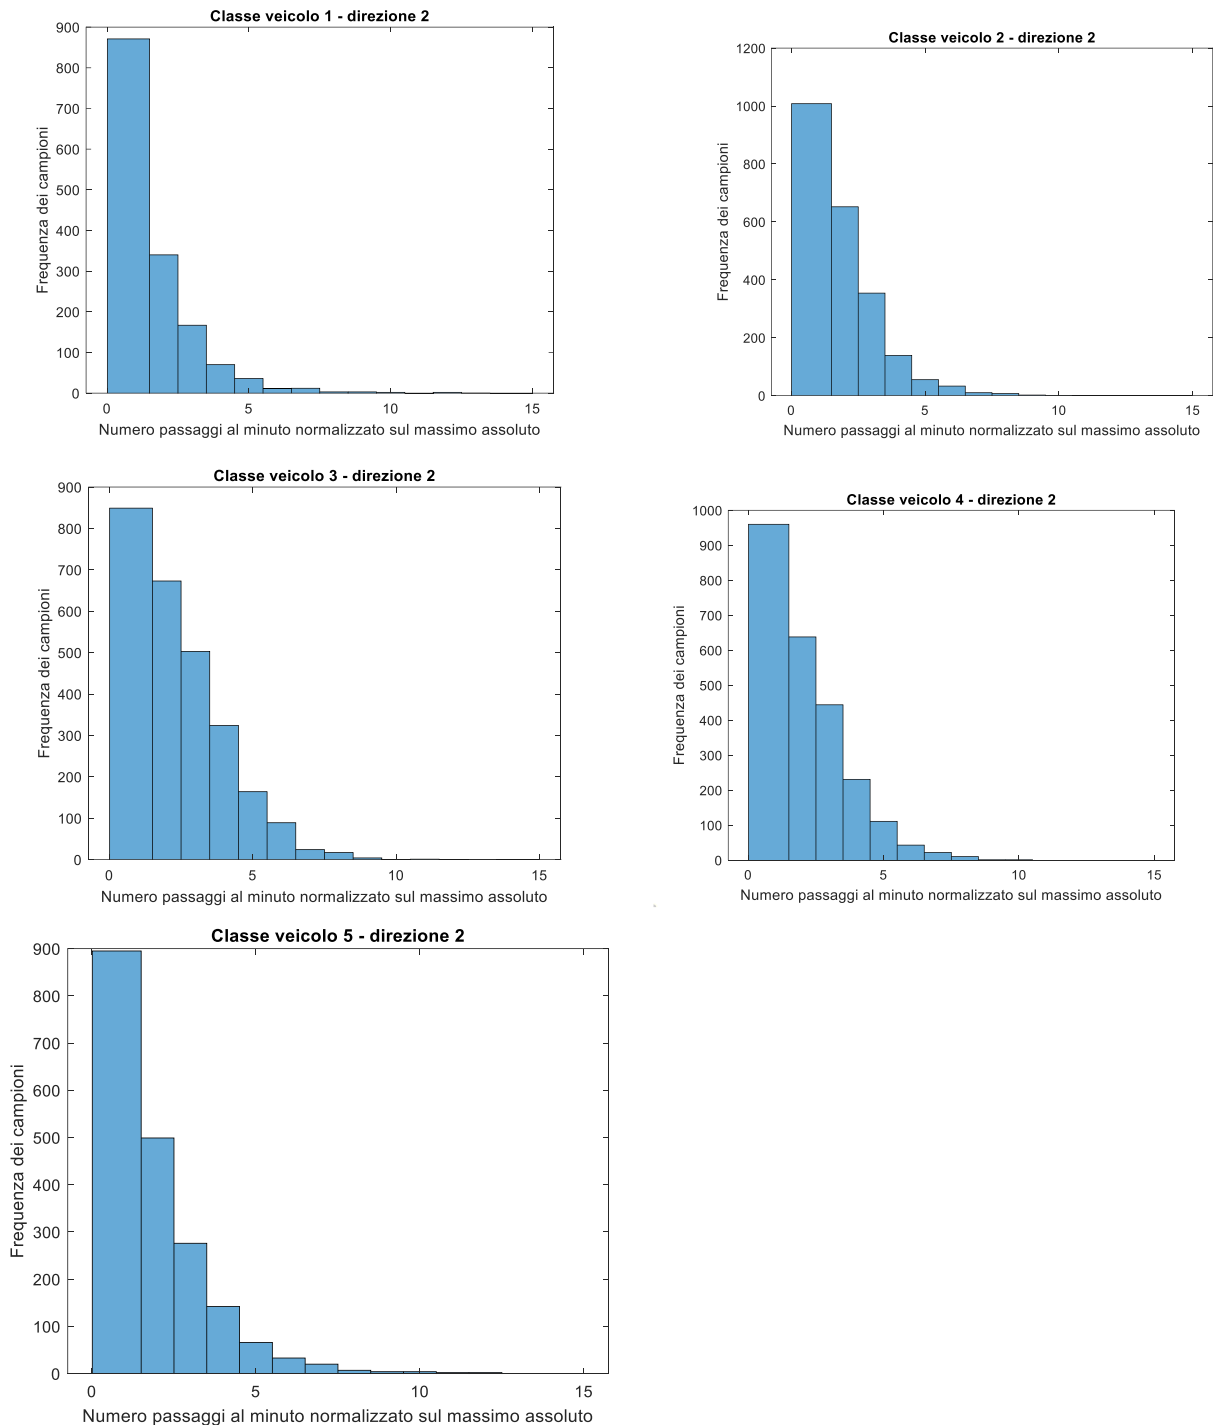 Classe veicolo 1 - direzione 2
900
800
700
600
500
400
300
200
100
0
Frequenza dei campioni
0 5 10 15
Numero passaggi al minuto normalizzato sul massimo assoluto
Classe veicolo 2 - direzione 2
1200
1000
800
600
400
200
0
Frequenza dei campioni
0 5 10 15
Numero passaggi al minuto normalizzato sul massimo assoluto
Classe veicolo 3 - direzione 2
900
800
700
600
500
400
300
200
100
0
Frequenza dei campioni
0 5 10 15
Numero passaggi al minuto normalizzato sul massimo assoluto
Classe veicolo 4 - direzione 2
1000
900
800
700
600
500
400
300
200
100
0
Frequenza dei campioni
0 5 10 15
Numero passaggi al minuto normalizzato sul massimo assoluto
Classe veicolo 5 - direzione 2
900
800
700
600
500
400
300
200
100
0
Frequenza dei campioni
0 5 10 15
Numero passaggi al minuto normalizzato sul massimo assoluto